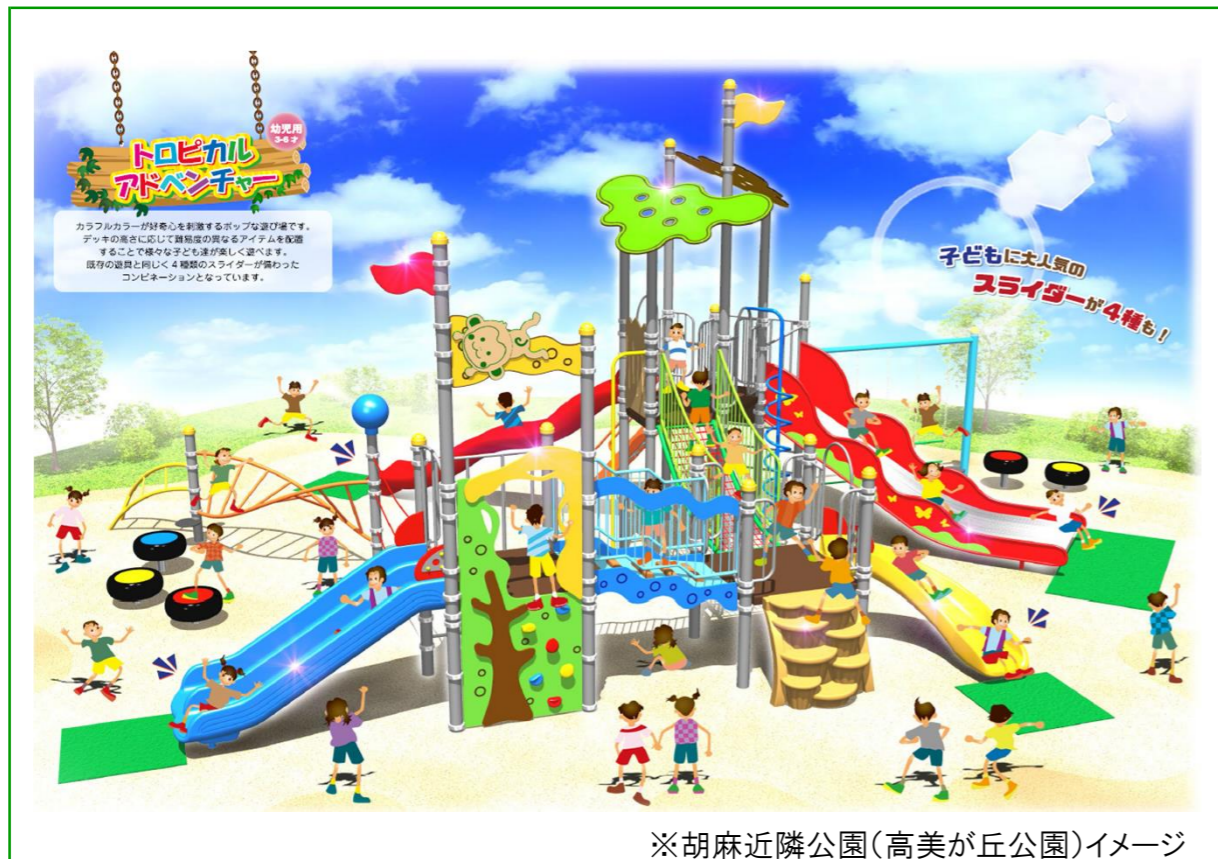 幼児用
3-6才
トロピカル
アドベンチャー
カラフルカラーが好奇心を刺激するポップな遊び場です。
デッキの高さに応じて難易度の異なるアイテムを配置
することで様々な子ども達が楽しく遊べます。
既存の遊具と同じく4種類のスライダーが備わった
コンビネーションとなっています。
子どもに大人気の
スライダーが4種も!
※胡麻近隣公園(高美が丘公園)イメージ